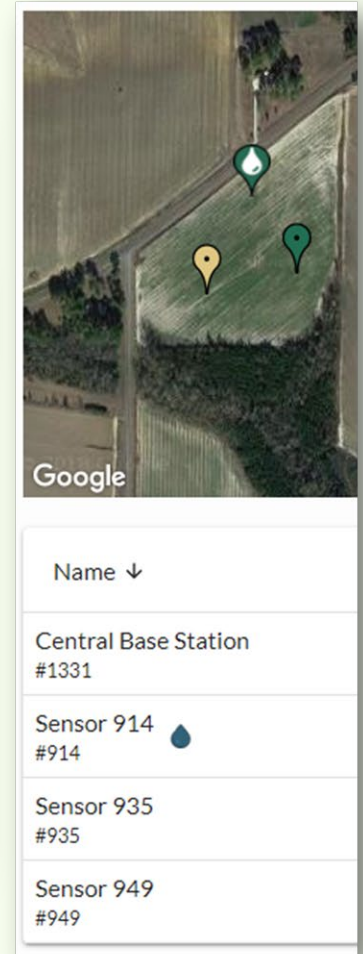 Google
Name ↓
Central Base Station
#1331
Sensor 914
#914
Sensor 935
#935
Sensor 949
#949